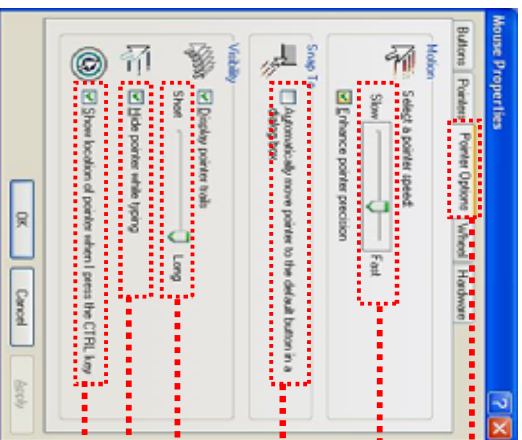 Mouse Properties
Buttons Pointers Pointer Options Wheel Hardware
Motion
Select a pointer speed:
Slow Fast
Enhance pointer precision
Snap To
Automatically move pointer to the default button in a
dialog box
Visibility
Display pointer trails
Short Long
Hide pointer while typing
Show location of pointer when I press the CTRL key
OK Cancel Apply